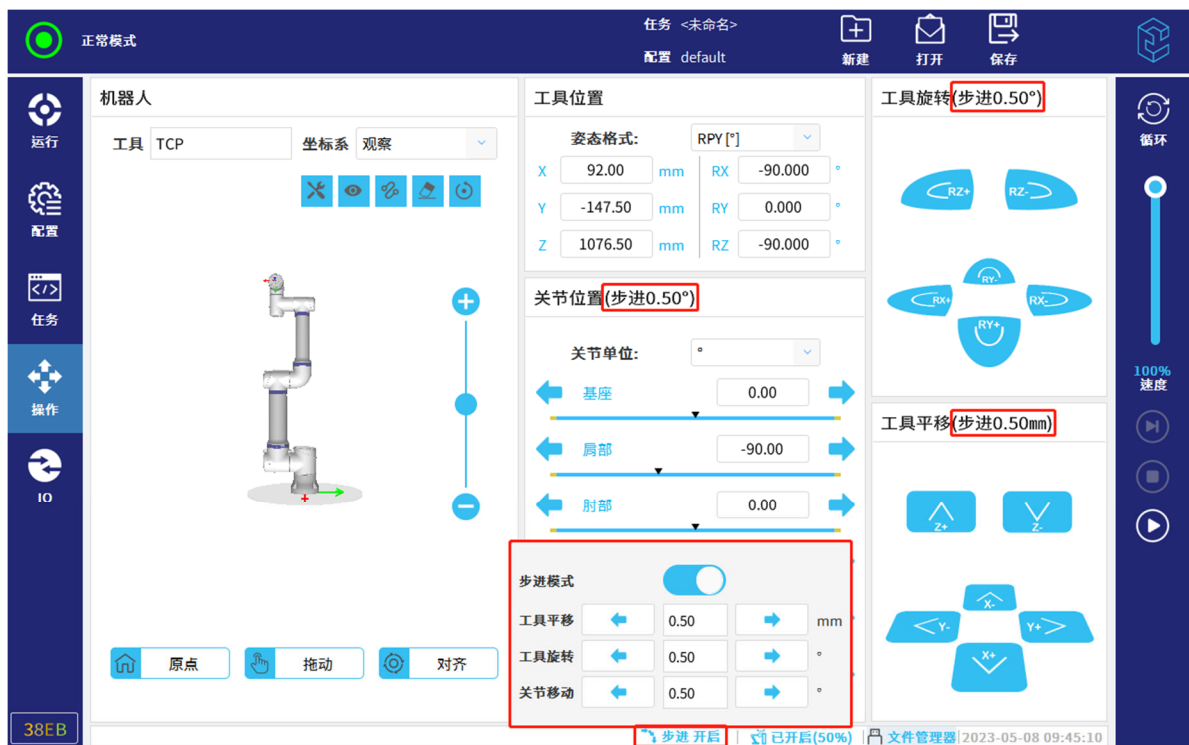 正常模式
任务 <未命名>
配置 default
新建
打开
保存
运行
配置
任务
操作
IO
38EB
机器人
工具 TCP
坐标系 观察
原点
拖动
对齐
工具位置
姿态格式: RPY[°]
X 92.00 mm RX -90.000 °
Y -147.50 mm RY 0.000 °
Z 1076.50 mm RZ -90.000 °
关节位置(步进0.50°)
关节单位: °
基座 0.00
肩部 -90.00
肘部 0.00
步进模式
工具平移 0.50 mm
工具旋转 0.50 °
关节移动 0.50 °
工具旋转(步进0.50°)
RZ+ RZ-
RY-
RX+ RX-
RY+
工具平移(步进0.50mm)
Z+ Z-
X-
Y- Y+
X+
循环
100%
速度
步进 开启
已开启(50%)
文件管理器 2023-05-08 09:45:10